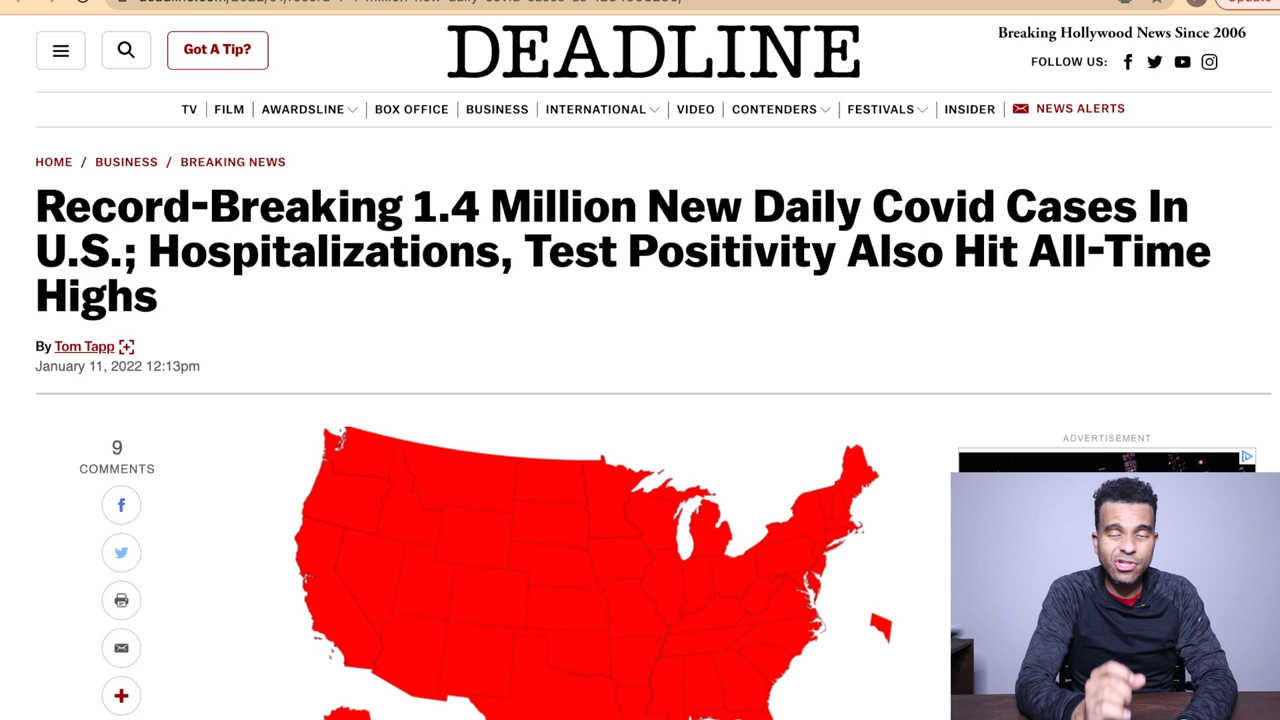 DEADLINE
Breaking Hollywood News Since 2006
Got A Tip?
FOLLOW US:
TV
FILM
AWARDSLINE
BOX OFFICE
BUSINESS
INTERNATIONAL
VIDEO
CONTENDERS
FESTIVALS
INSIDER
NEWS ALERTS
HOME / BUSINESS / BREAKING NEWS
Record-Breaking 1.4 Million New Daily Covid Cases In
U.S.; Hospitalizations, Test Positivity Also Hit All-Time
Highs
By Tom Tapp
January 11, 2022 12:13pm
9
COMMENTS
ADVERTISEMENT